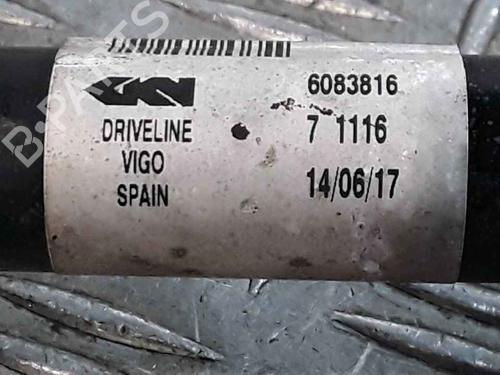 GKN 6083816
DRIVELINE 7 1116
VIGO
SPAIN 14/06/17
B-PARTS